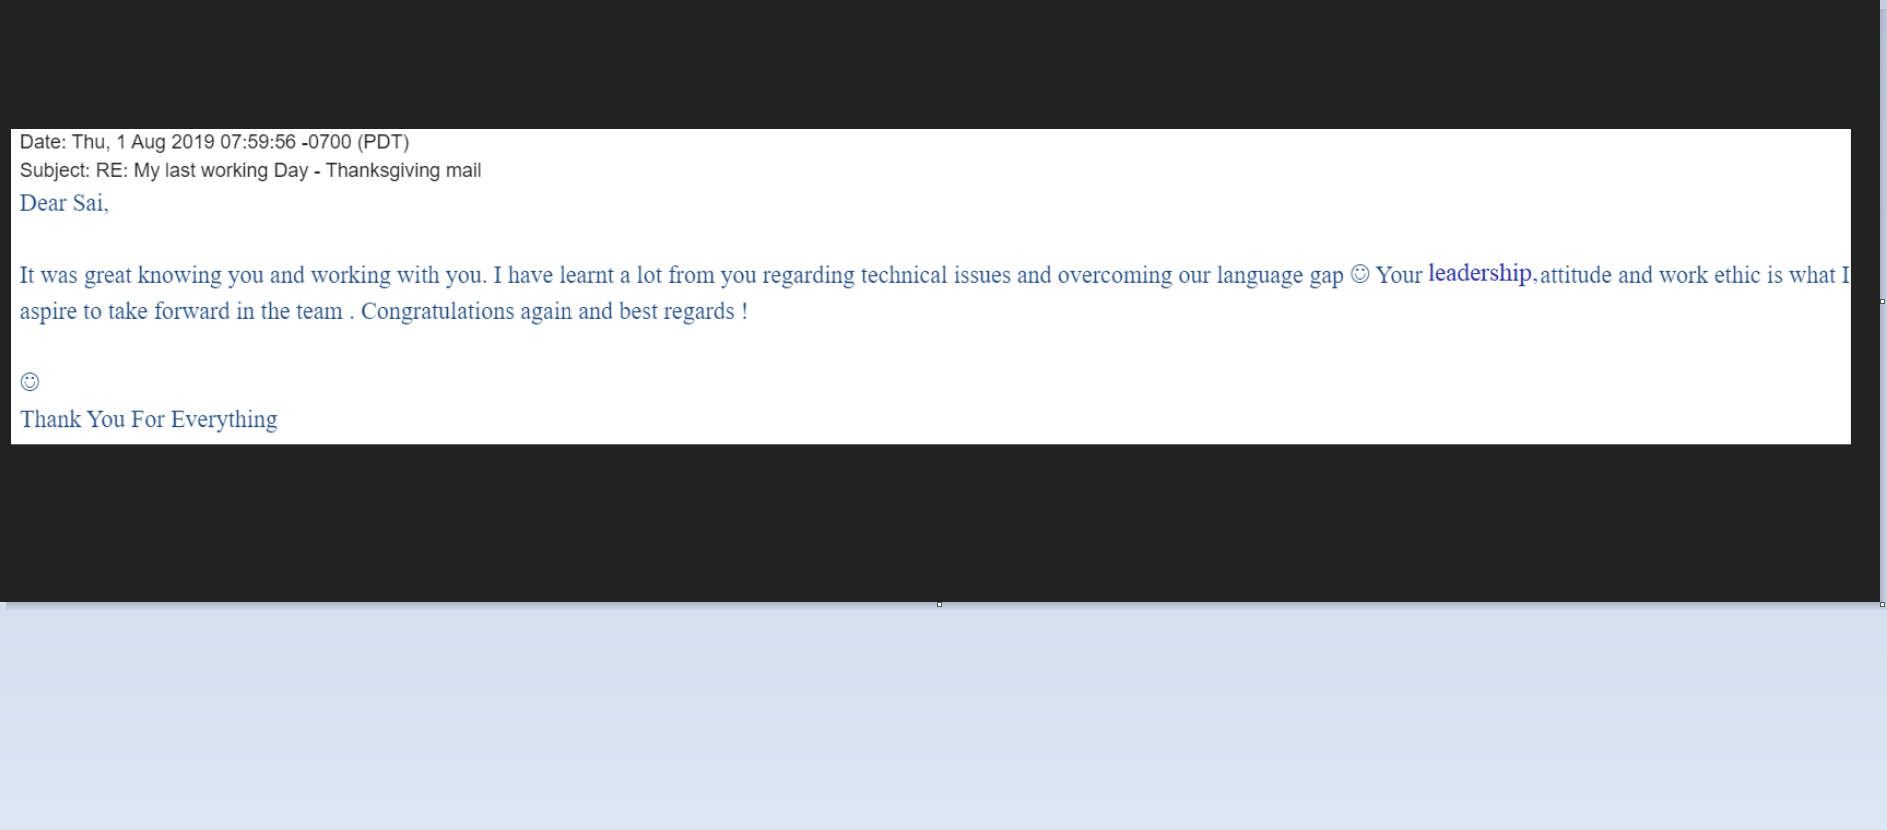 Date: Thu, 1 Aug 2019 07:59:56 -0700 (PDT)
Subject: RE: My last working Day - Thanksgiving mail
Dear Sai,
It was great knowing you and working with you. I have learnt a lot from you regarding technical issues and overcoming our language gap ☺ Your leadership, attitude and work ethic is what I
aspire to take forward in the team . Congratulations again and best regards !
☺
Thank You For Everything